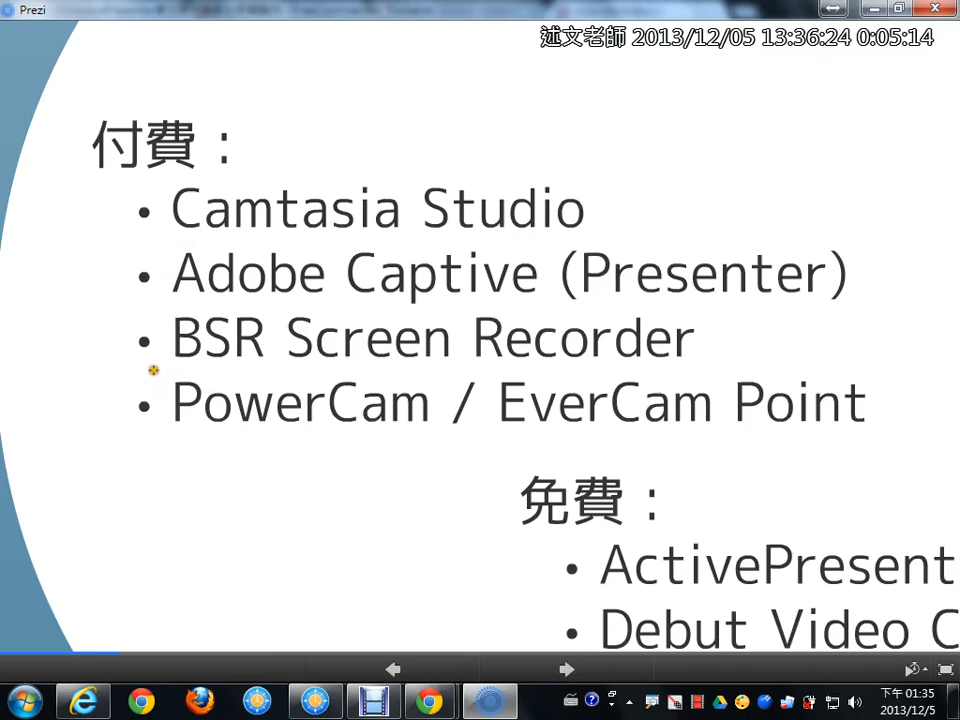 Prezi
述文老師 2013/12/05 13:36:24 0:05:14
付費：
• Camtasia Studio
• Adobe Captive (Presenter)
• BSR Screen Recorder
• PowerCam / EverCam Point
免費：
• ActivePresent
• Debut Video C
下午 01:35
2013/12/5